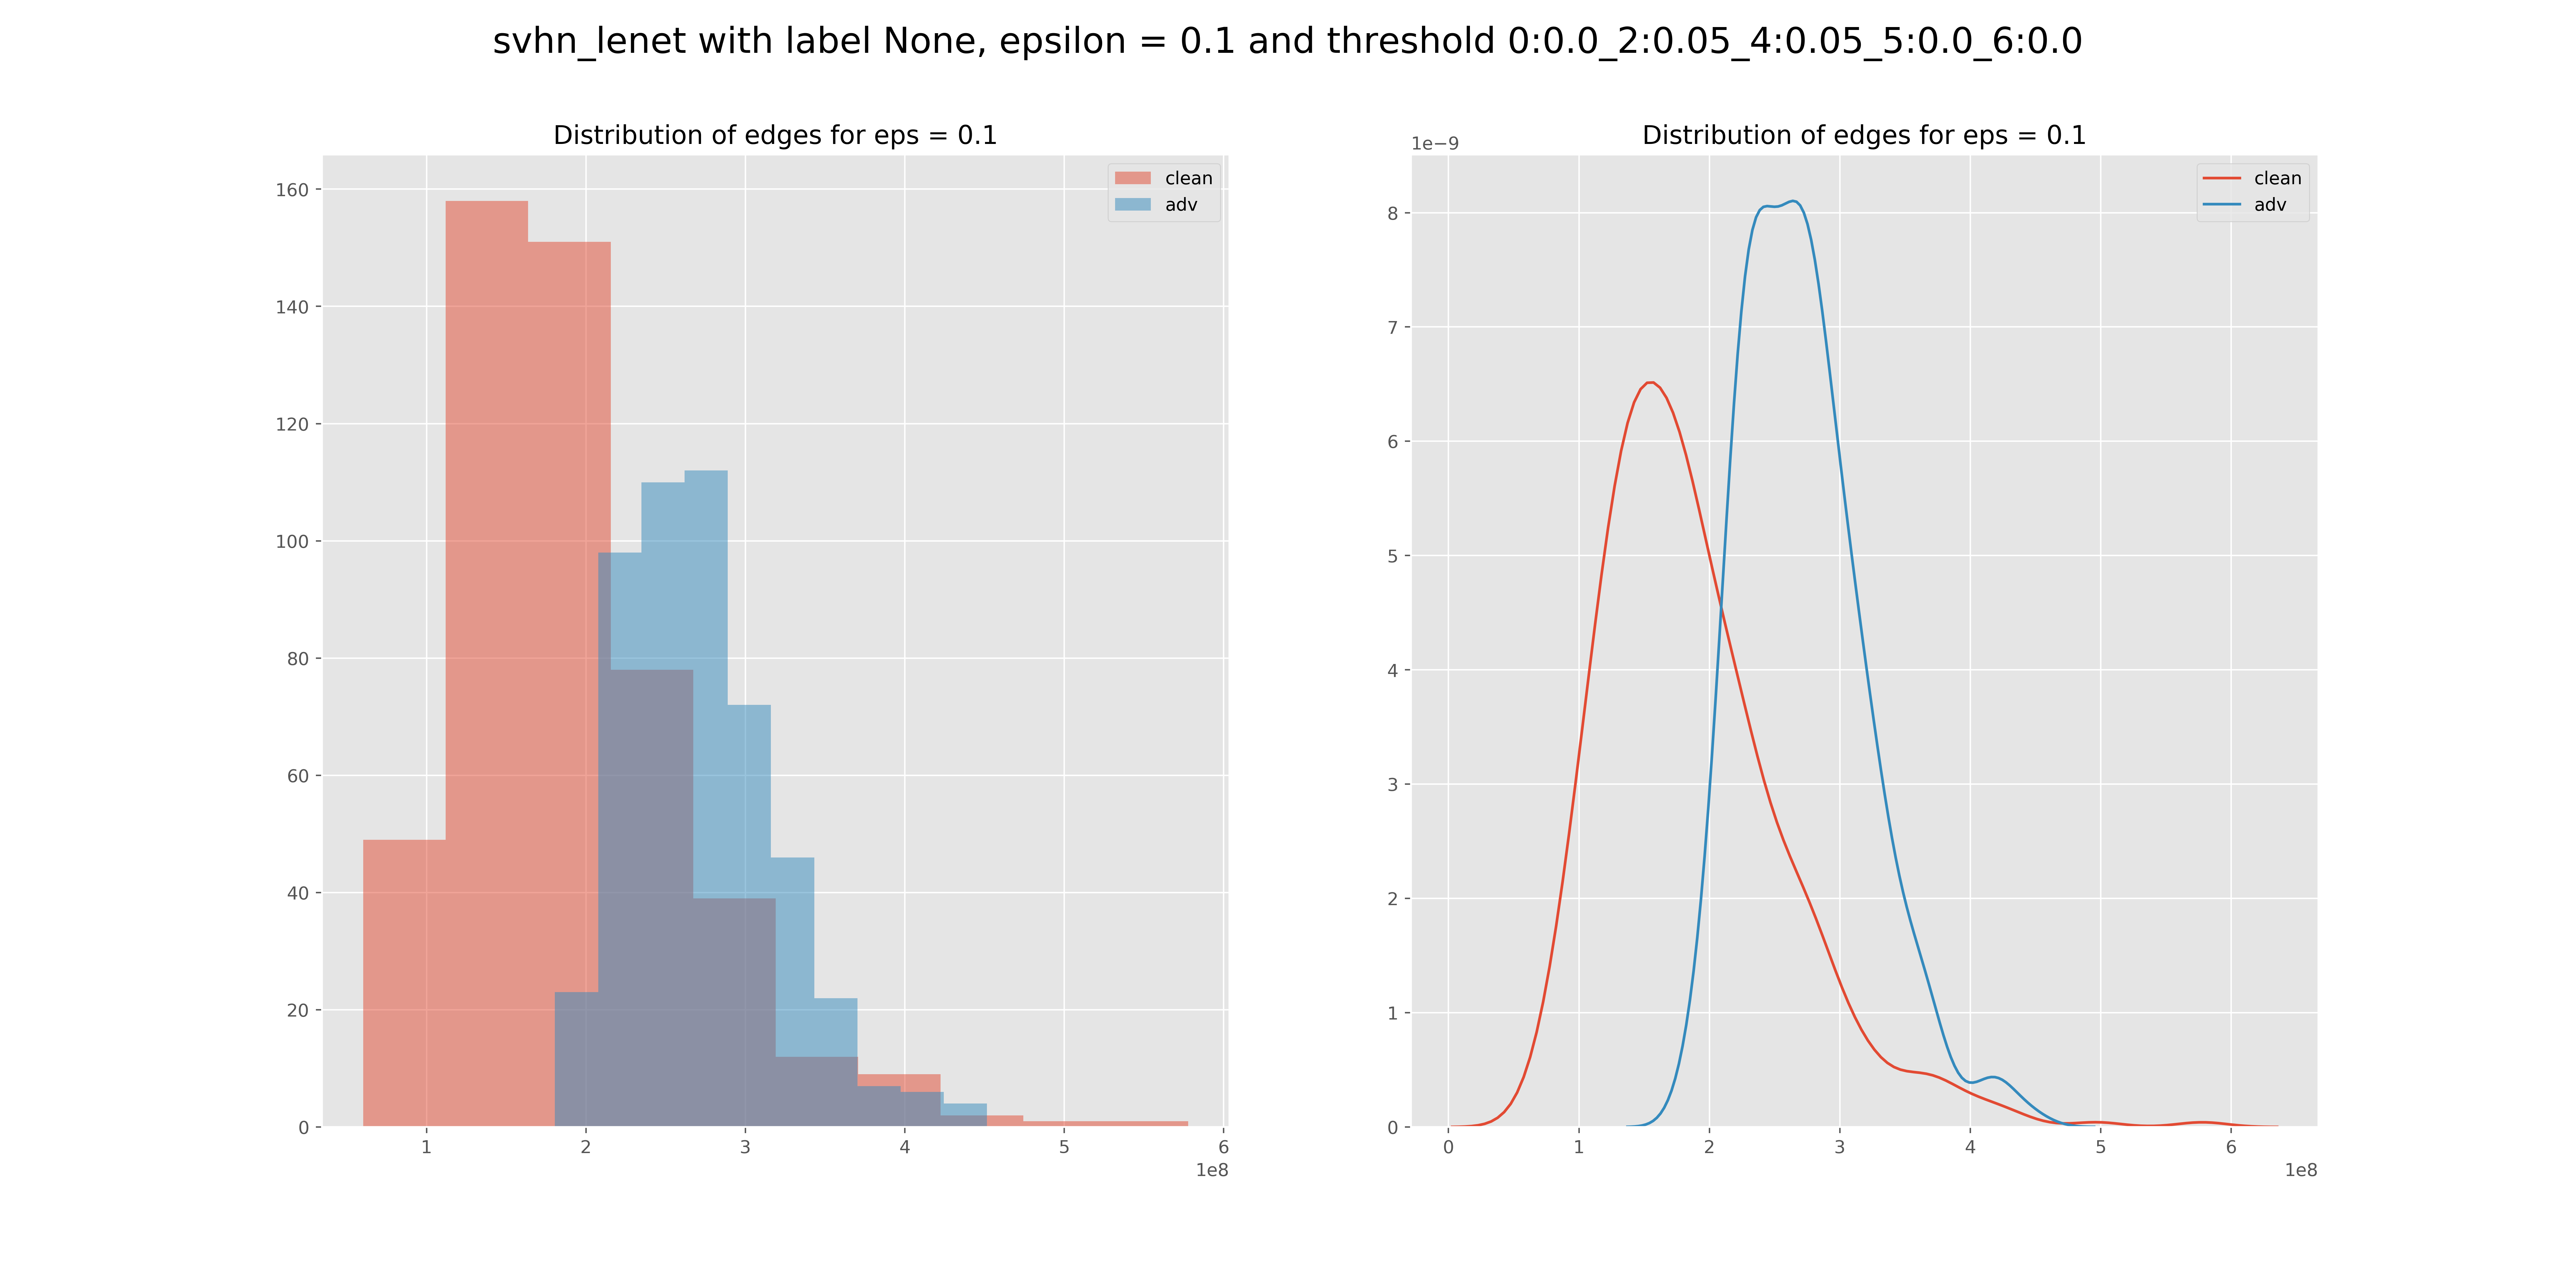 svhn_lenet with label None, epsilon = 0.1 and threshold 0:0.0_2:0.05_4:0.05_5:0.0_6:0.0
Distribution of edges for eps = 0.1
clean
adv
160
140
120
100
80
60
40
20
0
1 2 3 4 5 6
1e8
Distribution of edges for eps = 0.1
1e−9
clean
adv
8
7
6
5
4
3
2
1
0
0 1 2 3 4 5 6
1e8